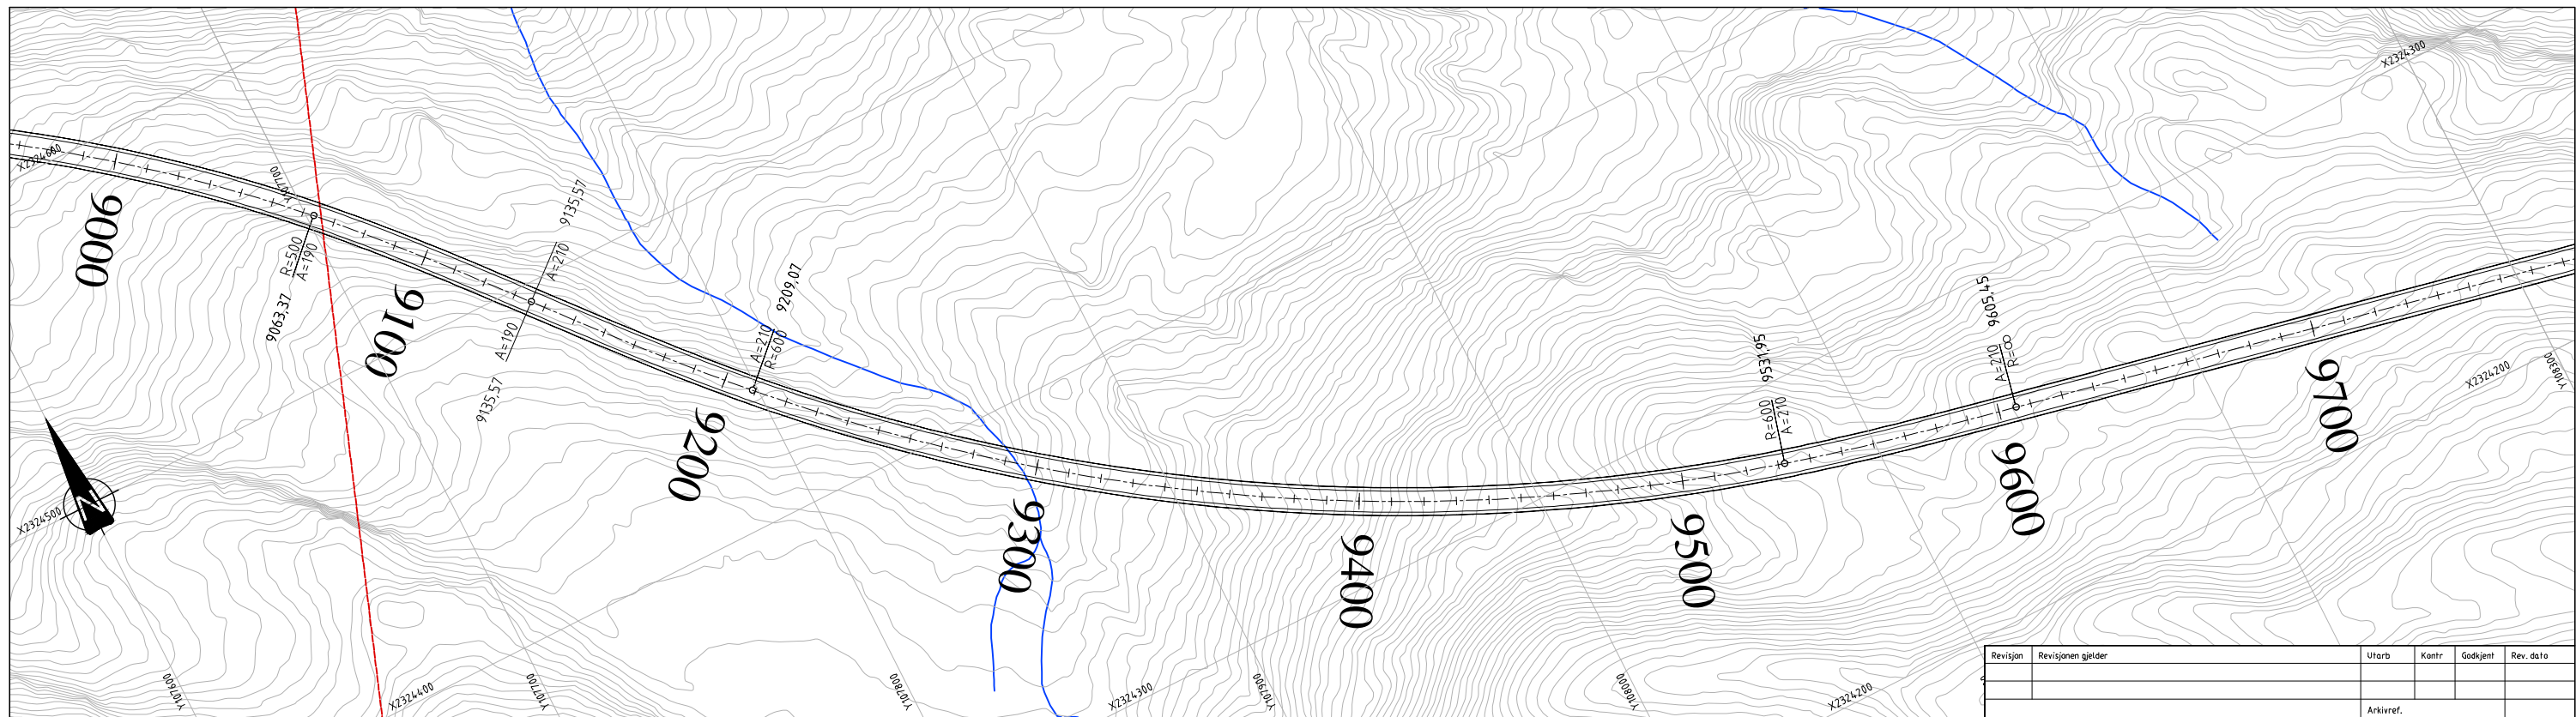 X2324300
X2324600
Y107700
9000
R=500
A=190
9063,37
9100
9135,57
A=210
A=190
9135,57
9209,07
A=210
R=600
9200
9300
9400
9531,95
R=600
A=210
9500
9605,45
A=210
R=∞
9600
9700
X2324200
Y108300
N
X2324500
Y107600
X2324400
Y107700
Y107800
X2324300
Y107900
Y108000
X2324200
Revisjon Revisjonen gjelder Utarb Kontr Godkjent Rev. dato
Arkivref.